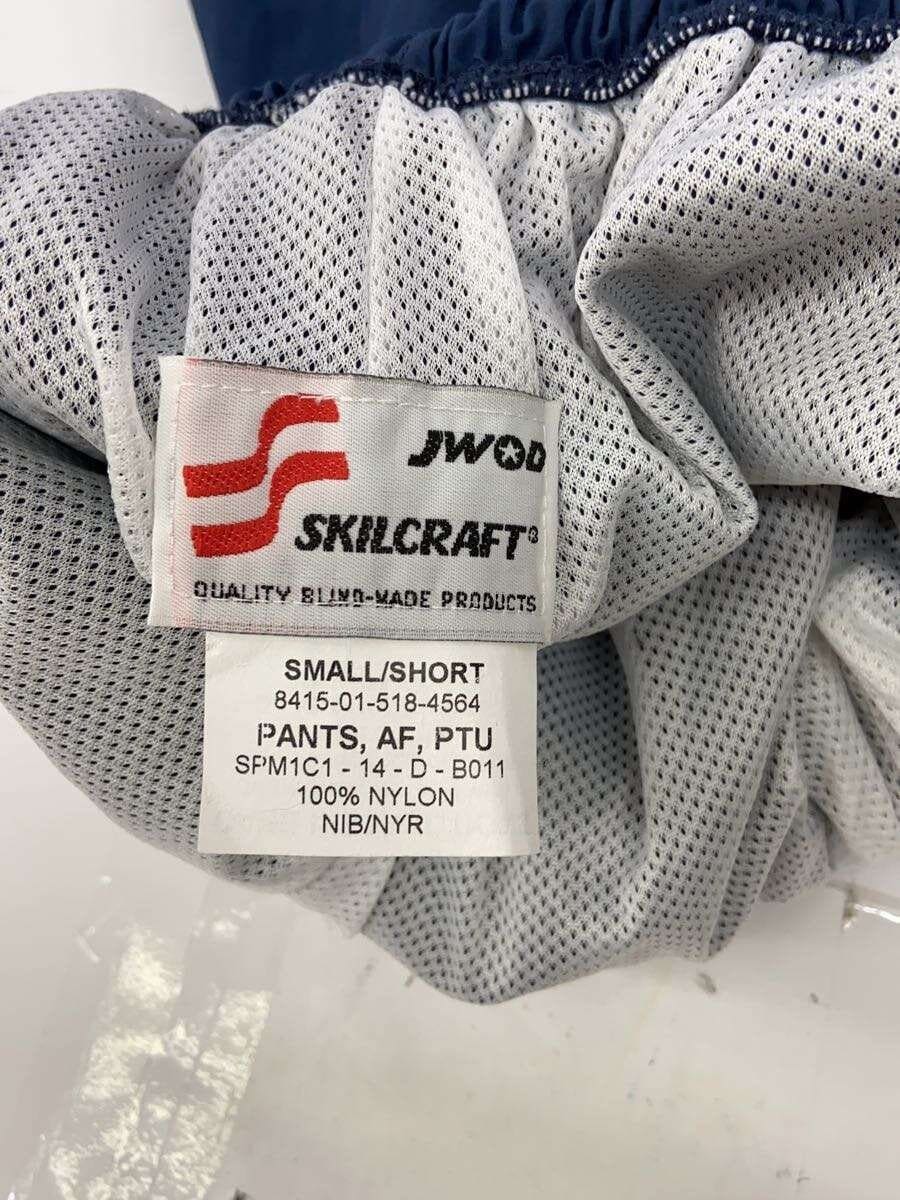 JWOD
SKILCRAFT®
QUALITY BLIND-MADE PRODUCTS
SMALL/SHORT
8415-01-518-4564
PANTS, AF, PTU
SPM1C1 - 14 - D - B011
100% NYLON
NIB/NYR